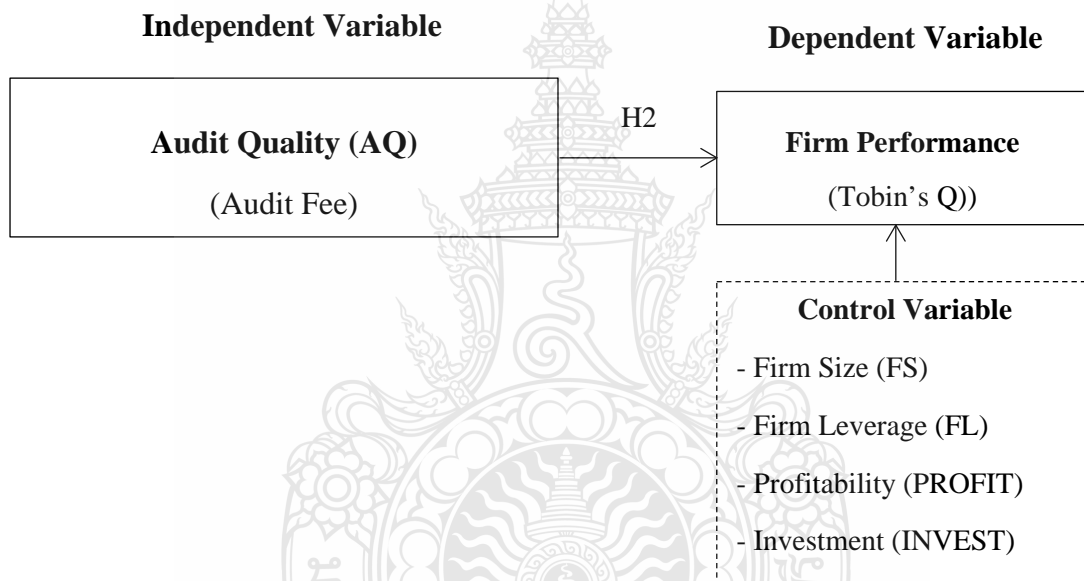 Independent Variable
Dependent Variable
Audit Quality (AQ)
(Audit Fee)
H2
Firm Performance
(Tobin’s Q))
Control Variable
- Firm Size (FS)
- Firm Leverage (FL)
- Profitability (PROFIT)
- Investment (INVEST)